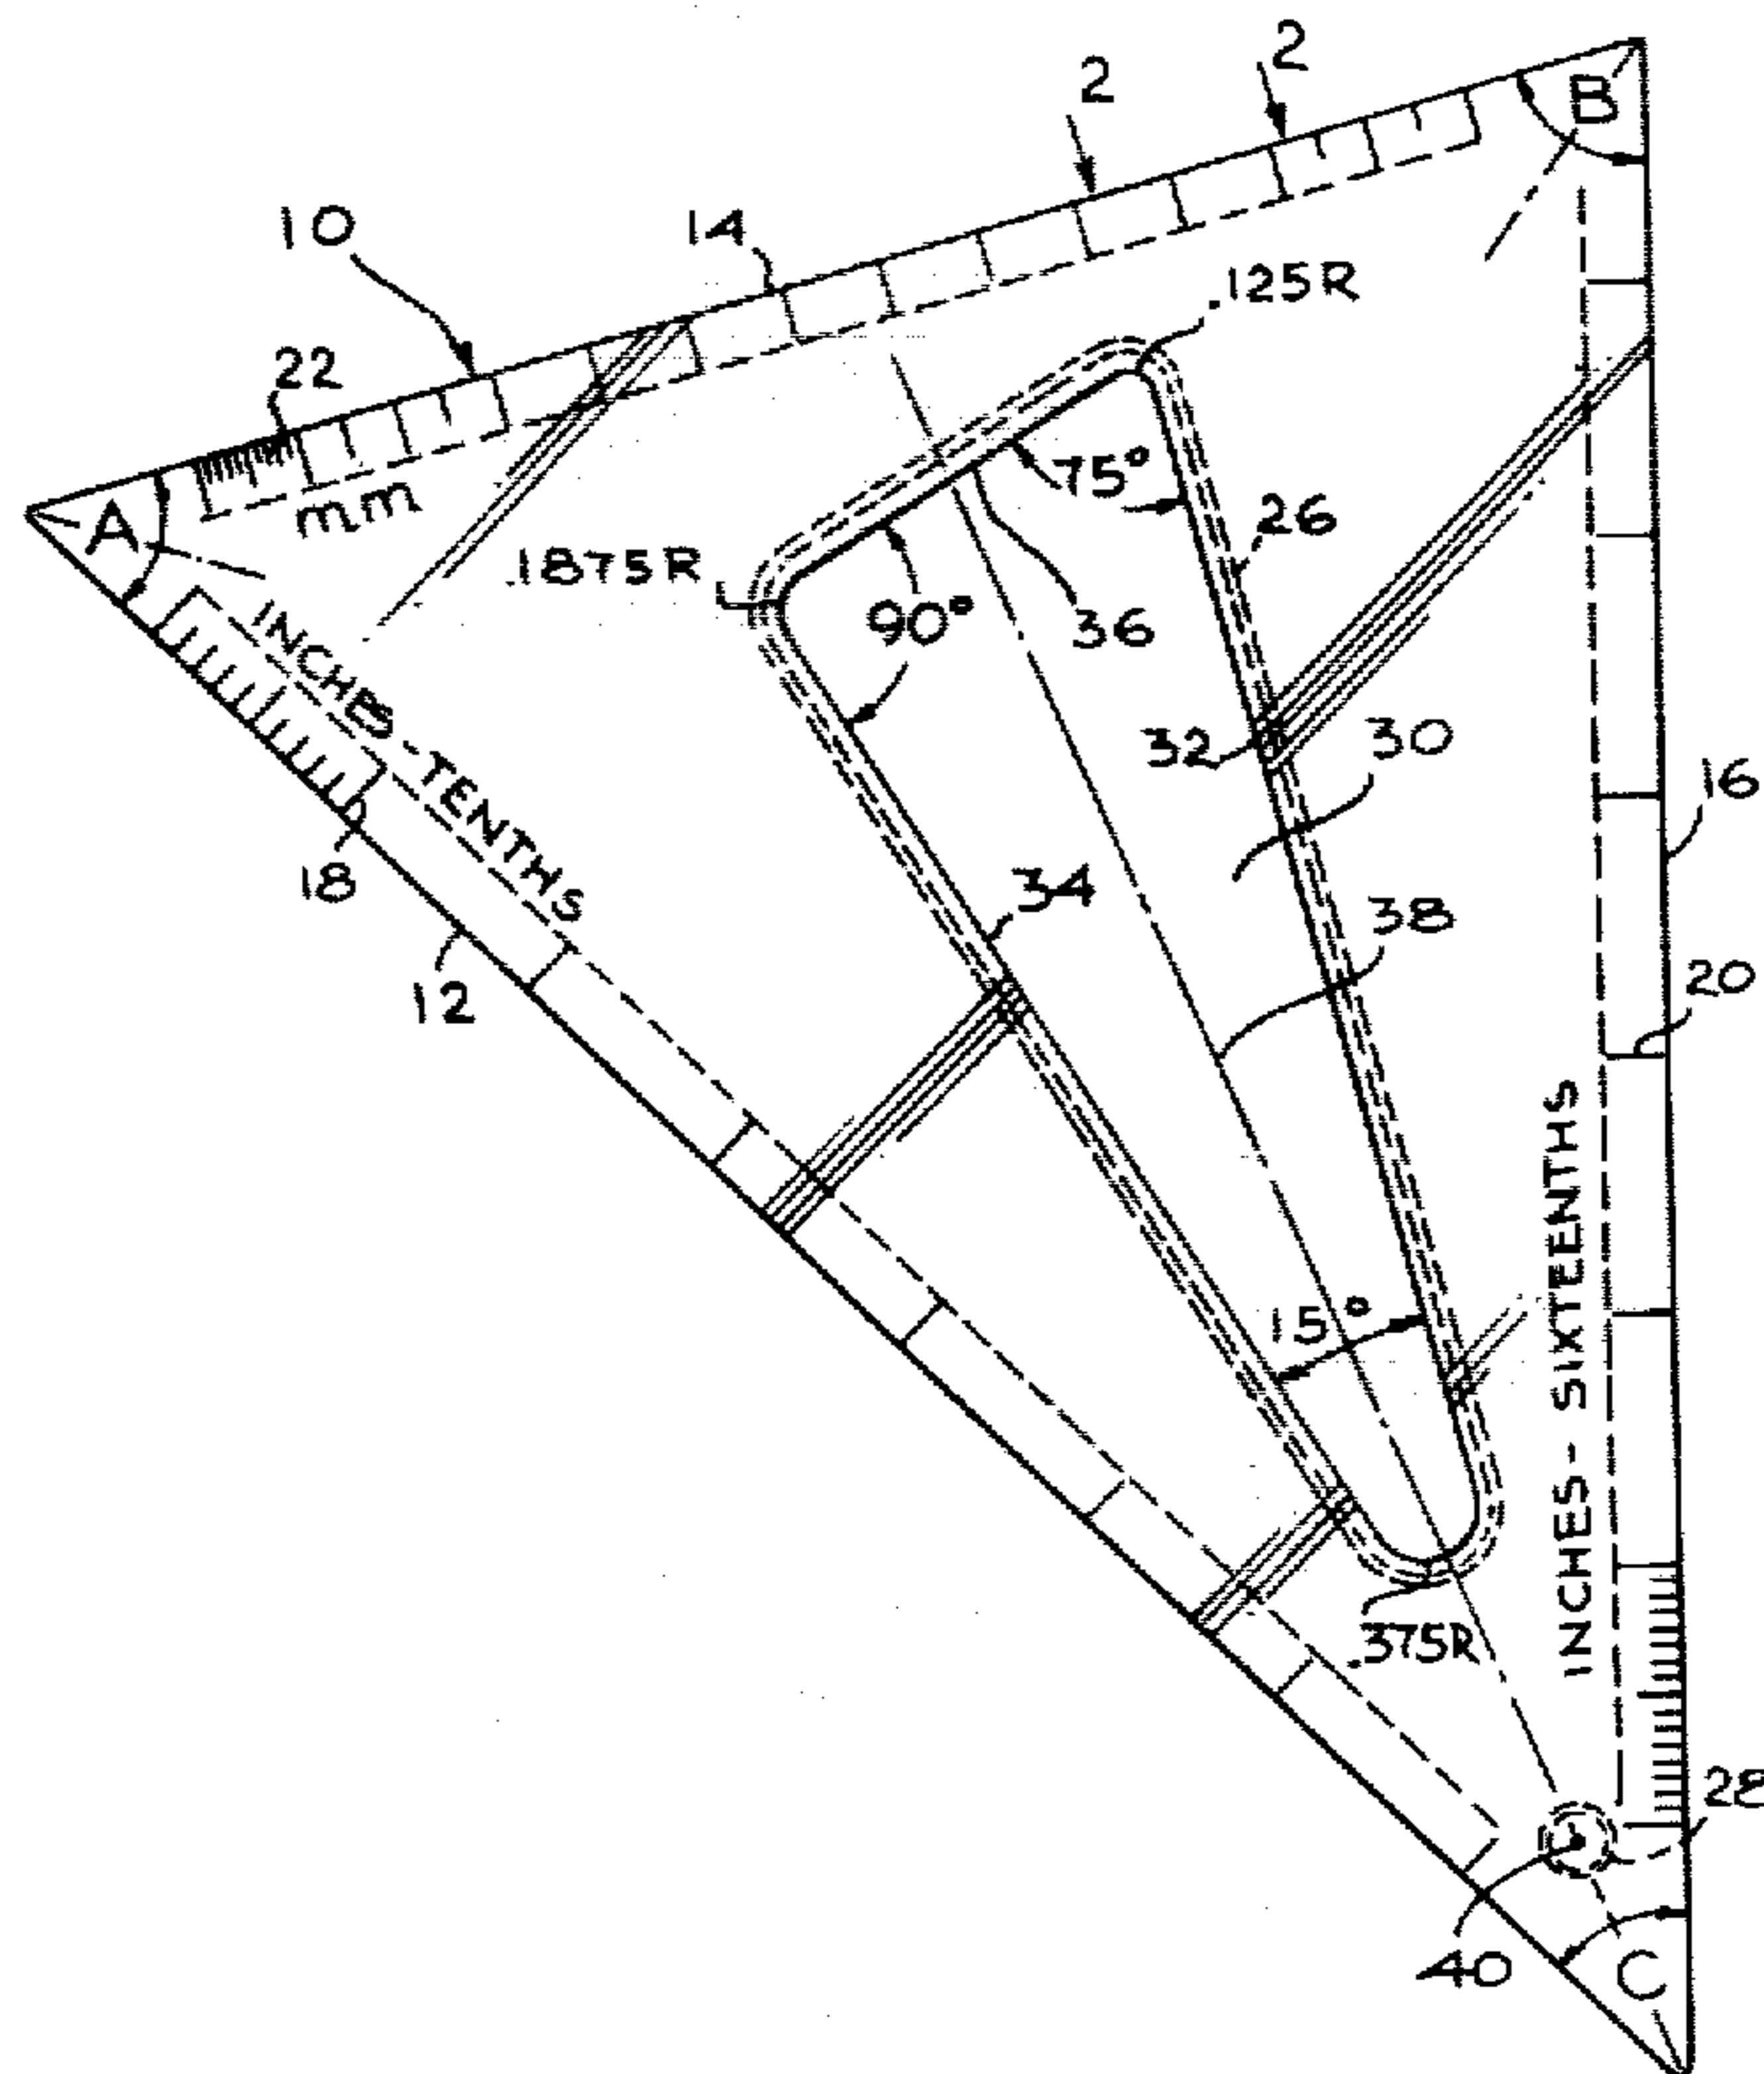 2
2
B
10
14
.125R
22
mm
A
75°
26
.1875R
90°
36
INCHES-TENTHS
32
30
16
18
34
38
12
20
INCHES-SIXTEENTHS
15°
.375R
28
40
C